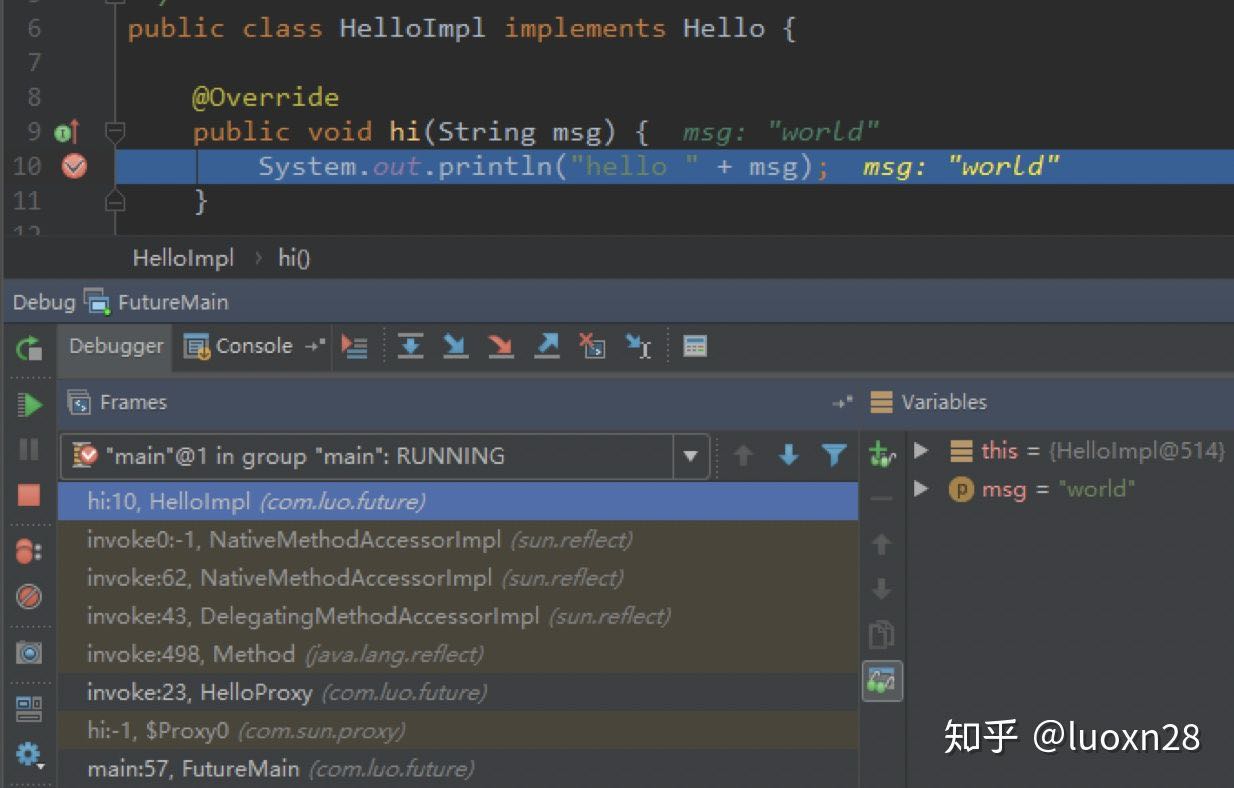 6 public class HelloImpl implements Hello {
7
8 @Override
9 public void hi(String msg) { msg: "world"
10 System.out.println("hello " + msg); msg: "world"
11 }
12
HelloImpl › hi()
Debug FutureMain
Debugger Console
Frames
Variables
"main"@1 in group "main": RUNNING
this = {HelloImpl@514}
msg = "world"
hi:10, HelloImpl (com.luo.future)
invoke0:-1, NativeMethodAccessorImpl (sun.reflect)
invoke:62, NativeMethodAccessorImpl (sun.reflect)
invoke:43, DelegatingMethodAccessorImpl (sun.reflect)
invoke:498, Method (java.lang.reflect)
invoke:23, HelloProxy (com.luo.future)
hi:-1, $Proxy0 (com.sun.proxy)
main:57, FutureMain (com.luo.future)
知乎 @luoxn28